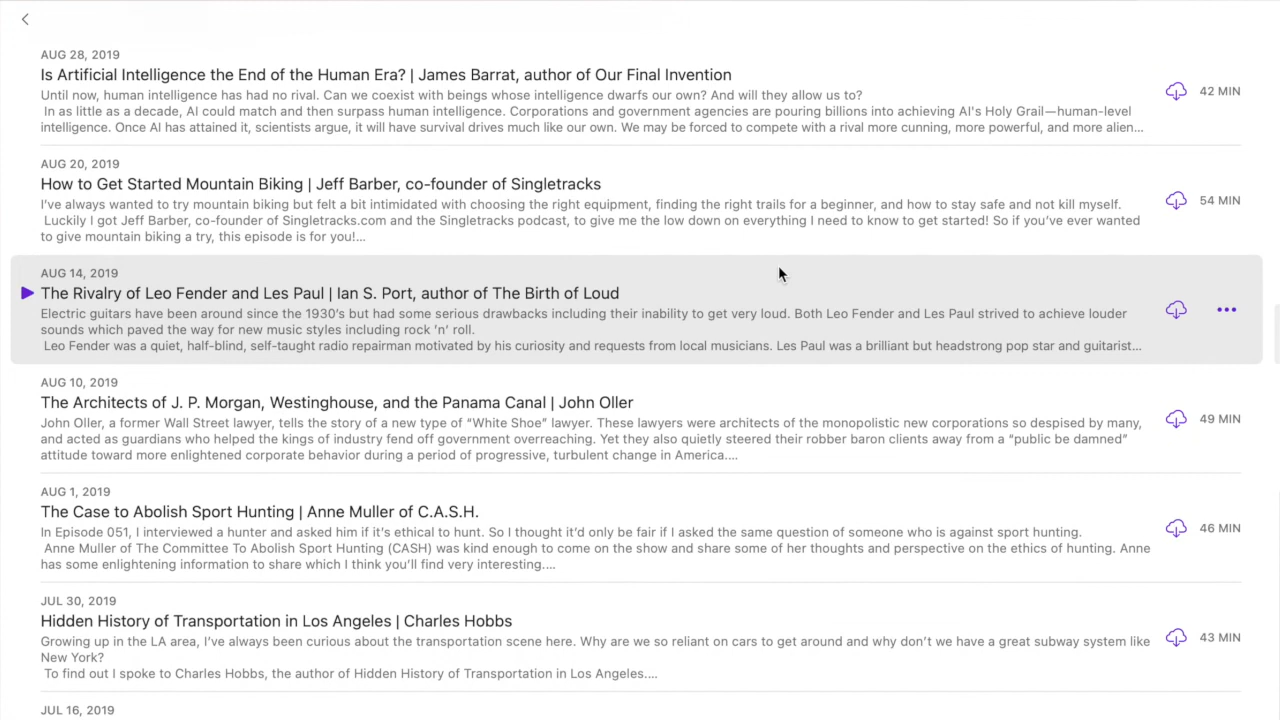 AUG 28, 2019
Is Artificial Intelligence the End of the Human Era? | James Barrat, author of Our Final Invention
Until now, human intelligence has had no rival. Can we coexist with beings whose intelligence dwarfs our own? And will they allow us to?
In as little as a decade, AI could match and then surpass human intelligence. Corporations and government agencies are pouring billions into achieving AI's Holy Grail—human-level
intelligence. Once AI has attained it, scientists argue, it will have survival drives much like our own. We may be forced to compete with a rival more cunning, more powerful, and more alien...
42 MIN
AUG 20, 2019
How to Get Started Mountain Biking | Jeff Barber, co-founder of Singletracks
I've always wanted to try mountain biking but felt a bit intimidated with choosing the right equipment, finding the right trails for a beginner, and how to stay safe and not kill myself.
Luckily I got Jeff Barber, co-founder of Singletracks.com and the Singletracks podcast, to give me the low down on everything I need to know to get started! So if you've ever wanted
to give mountain biking a try, this episode is for you!...
54 MIN
AUG 14, 2019
The Rivalry of Leo Fender and Les Paul | Ian S. Port, author of The Birth of Loud
Electric guitars have been around since the 1930's but had some serious drawbacks including their inability to get very loud. Both Leo Fender and Les Paul strived to achieve louder
sounds which paved the way for new music styles including rock 'n' roll.
Leo Fender was a quiet, half-blind, self-taught radio repairman motivated by his curiosity and requests from local musicians. Les Paul was a brilliant but headstrong pop star and guitarist...
AUG 10, 2019
The Architects of J. P. Morgan, Westinghouse, and the Panama Canal | John Oller
John Oller, a former Wall Street lawyer, tells the story of a new type of “White Shoe” lawyer. These lawyers were architects of the monopolistic new corporations so despised by many,
and acted as guardians who helped the kings of industry fend off government overreaching. Yet they also quietly steered their robber baron clients away from a “public be damned”
attitude toward more enlightened corporate behavior during a period of progressive, turbulent change in America....
49 MIN
AUG 1, 2019
The Case to Abolish Sport Hunting | Anne Muller of C.A.S.H.
In Episode 051, I interviewed a hunter and asked him if it's ethical to hunt. So I thought it'd only be fair if I asked the same question of someone who is against sport hunting.
Anne Muller of The Committee To Abolish Sport Hunting (CASH) was kind enough to come on the show and share some of her thoughts and perspective on the ethics of hunting. Anne
has some enlightening information to share which I think you'll find very interesting....
46 MIN
JUL 30, 2019
Hidden History of Transportation in Los Angeles | Charles Hobbs
Growing up in the LA area, I've always been curious about the transportation scene here. Why are we so reliant on cars to get around and why don't we have a great subway system like
New York?
To find out I spoke to Charles Hobbs, the author of Hidden History of Transportation in Los Angeles....
43 MIN
JUL 16, 2019